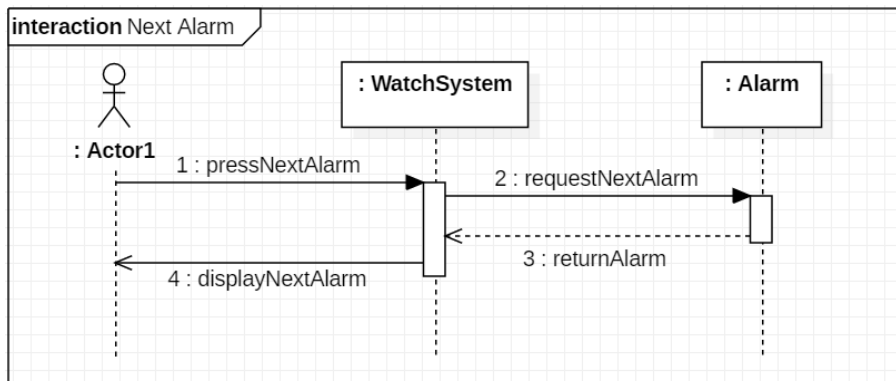 interaction Next Alarm
: WatchSystem
: Alarm
: Actor1
1 : pressNextAlarm
2 : requestNextAlarm
3 : returnAlarm
4 : displayNextAlarm